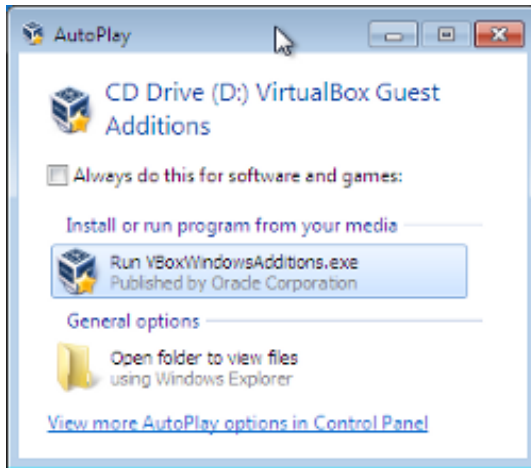 AutoPlay
CD Drive (D:) VirtualBox Guest
Additions
Always do this for software and games:
Install or run program from your media
Run VBoxWindowsAdditions.exe
Published by Oracle Corporation
General options
Open folder to view files
using Windows Explorer
View more AutoPlay options in Control Panel